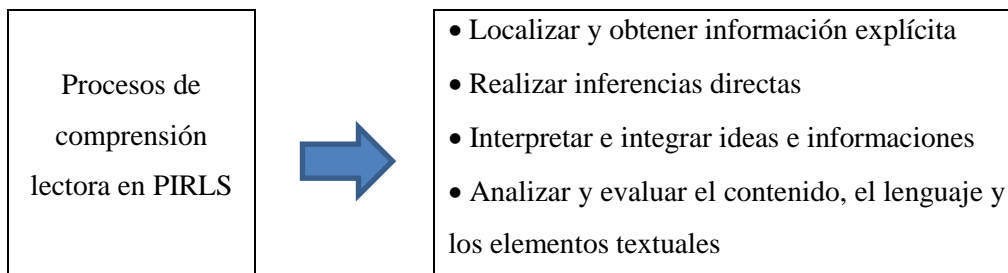 Procesos de
comprensión
lectora en PIRLS
• Localizar y obtener información explícita
• Realizar inferencias directas
• Interpretar e integrar ideas e informaciones
• Analizar y evaluar el contenido, el lenguaje y
los elementos textuales